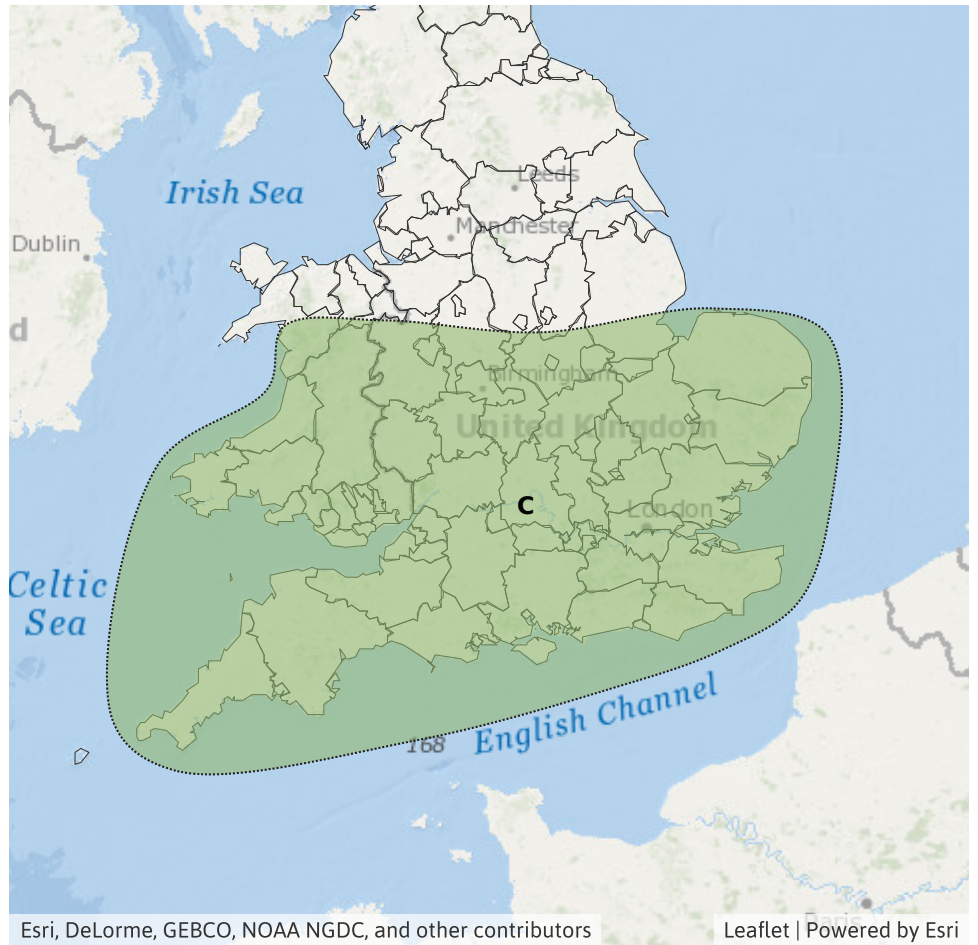 Irish Sea
Leeds
Manchester
Dublin
d
Birmingham
United Kingdom
C
London
Celtic
Sea
English Channel
168
Paris
Esri, DeLorme, GEBCO, NOAA NGDC, and other contributors
Leaflet | Powered by Esri